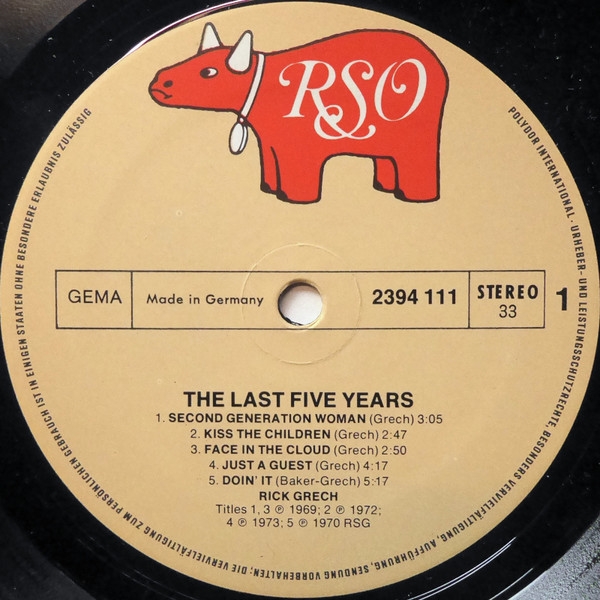 RSO
GEMA
Made in Germany
2394 111
STEREO
33
1
THE LAST FIVE YEARS
1. SECOND GENERATION WOMAN (Grech) 3:05
2. KISS THE CHILDREN (Grech) 2:47
3. FACE IN THE CLOUD (Grech) 2:50
4. JUST A GUEST (Grech) 4:17
5. DOIN' IT (Baker-Grech) 5:17
RICK GRECH
Titles 1, 3 ℗ 1969; 2 ℗ 1972;
4 ℗ 1973; 5 ℗ 1970 RSG
POLYDOR INTERNATIONAL · URHEBER- UND LEISTUNGSSCHUTZRECHTE, BESONDERS VERVIELFÄLTIGUNG, AUFFÜHRUNG, SENDUNG VORBEHALTEN; DIE VERVIELFÄLTIGUNG ZUM PERSÖNLICHEN GEBRAUCH IST IN EINIGEN STAATEN OHNE BESONDERE ERLAUBNIS ZULÄSSIG